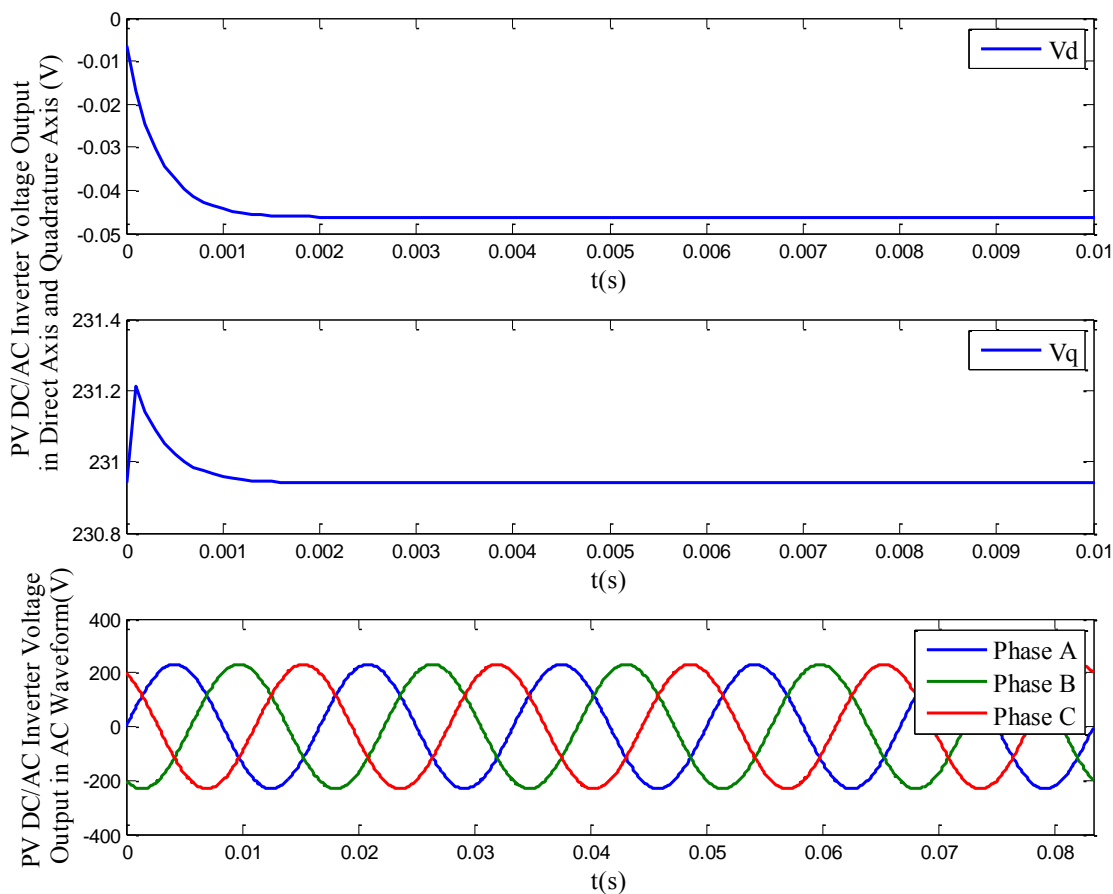 PV DC/AC Inverter Voltage Output
in Direct Axis and Quadrature Axis (V)
0
-0.01
-0.02
-0.03
-0.04
-0.05
Vd
0 0.001 0.002 0.003 0.004 0.005 0.006 0.007 0.008 0.009 0.01
t(s)
231.4
231.2
231
230.8
Vq
0 0.001 0.002 0.003 0.004 0.005 0.006 0.007 0.008 0.009 0.01
t(s)
PV DC/AC Inverter Voltage
Output in AC Waveform(V)
400
200
0
-200
-400
Phase A
Phase B
Phase C
0 0.01 0.02 0.03 0.04 0.05 0.06 0.07 0.08
t(s)